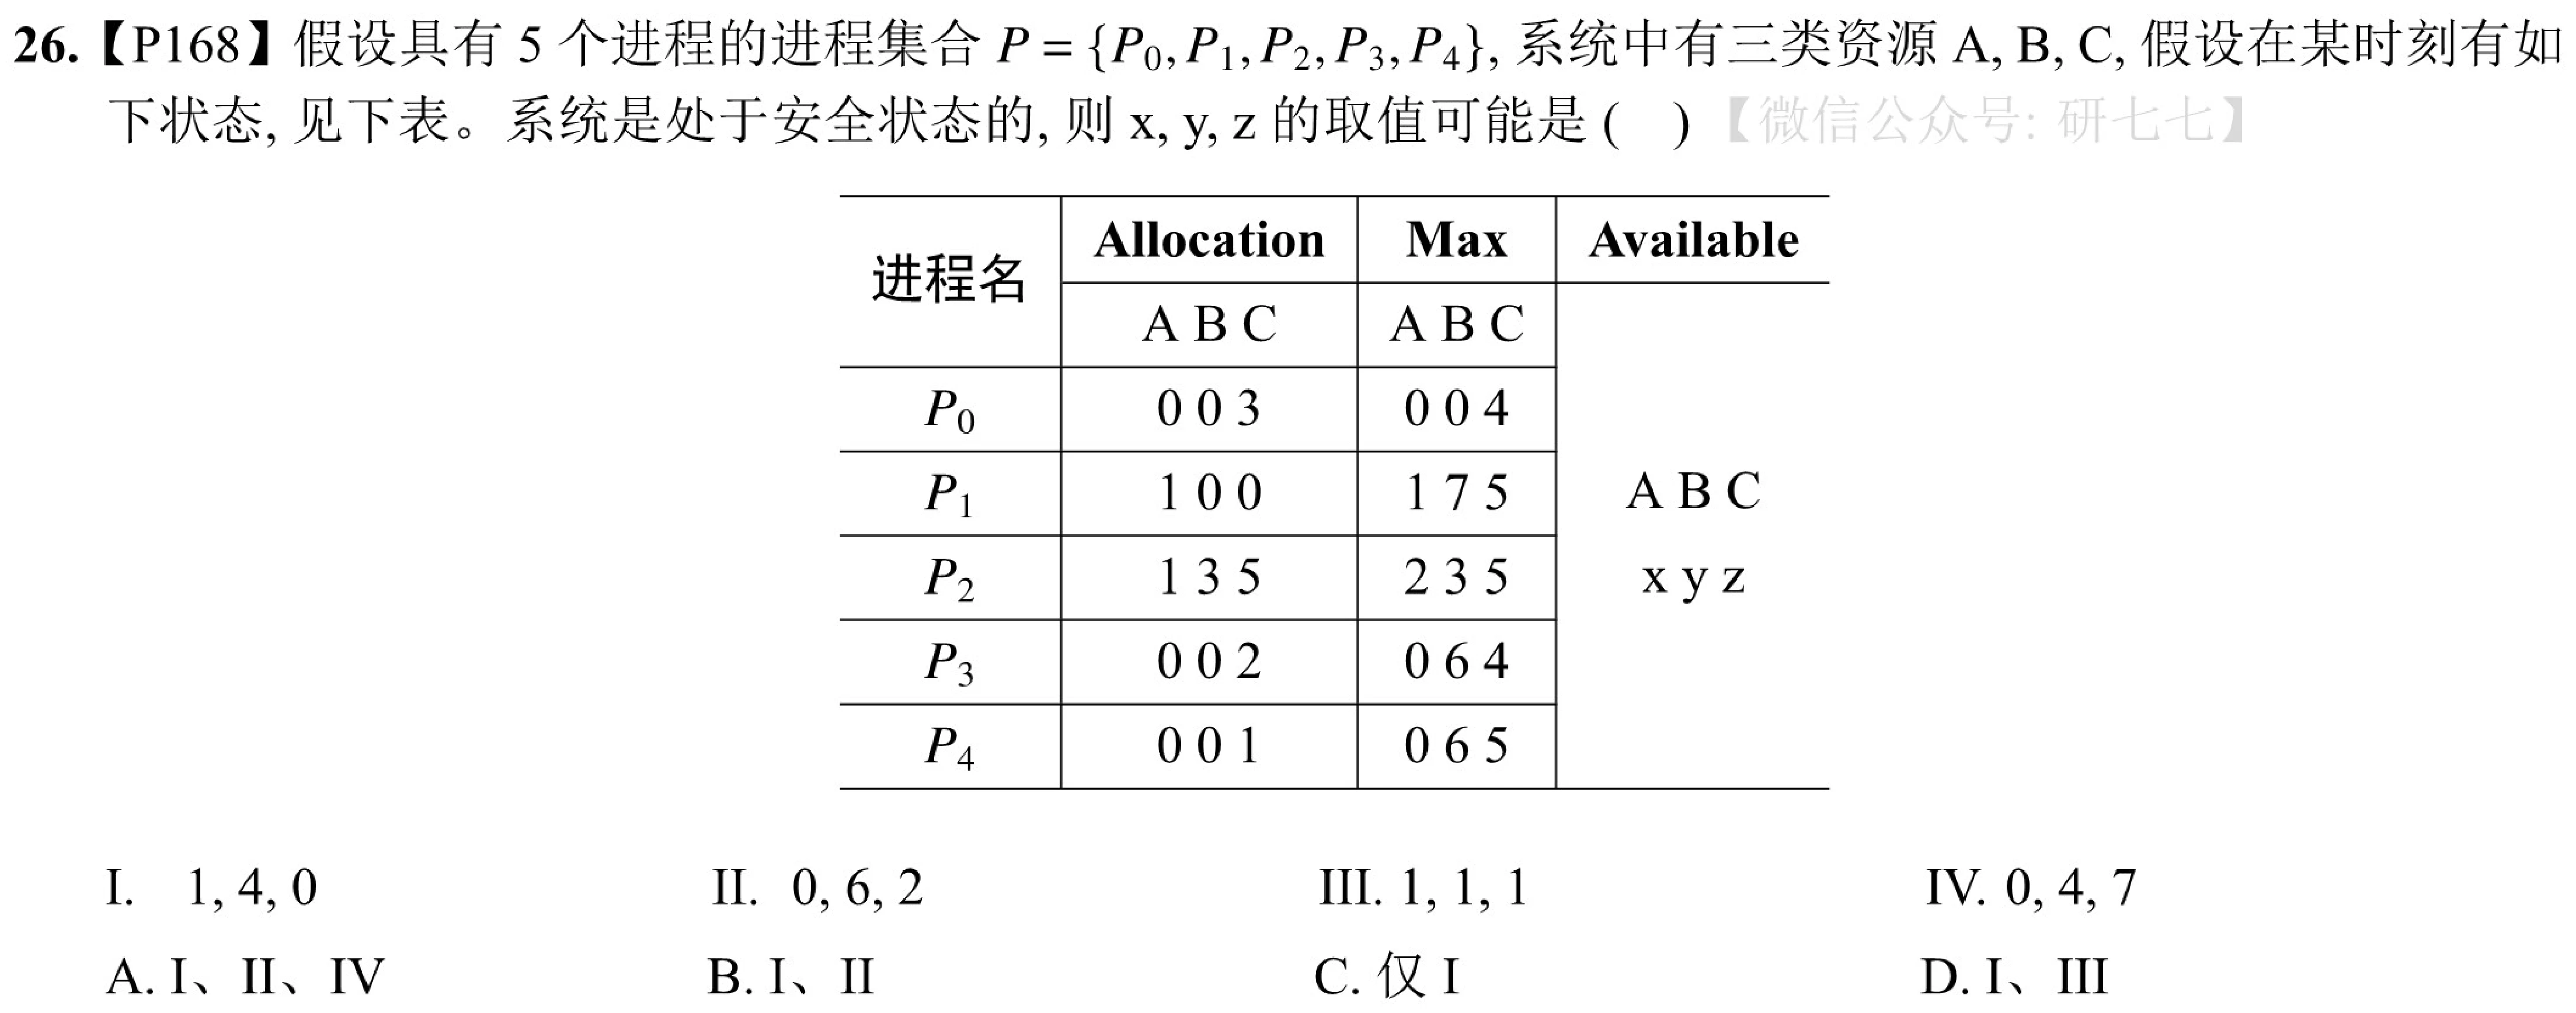 26.【P168】假设具有 5 个进程的进程集合 P = {P0, P1, P2, P3, P4}, 系统中有三类资源 A, B, C, 假设在某时刻有如
下状态, 见下表。系统是处于安全状态的, 则 x, y, z 的取值可能是 ( )【微信公众号: 研七七】
进程名 Allocation Max Available
A B C A B C
P0 0 0 3 0 0 4
P1 1 0 0 1 7 5 A B C
P2 1 3 5 2 3 5 x y z
P3 0 0 2 0 6 4
P4 0 0 1 0 6 5
I. 1, 4, 0 II. 0, 6, 2 III. 1, 1, 1 IV. 0, 4, 7
A. I、II、IV B. I、II C. 仅 I D. I、III